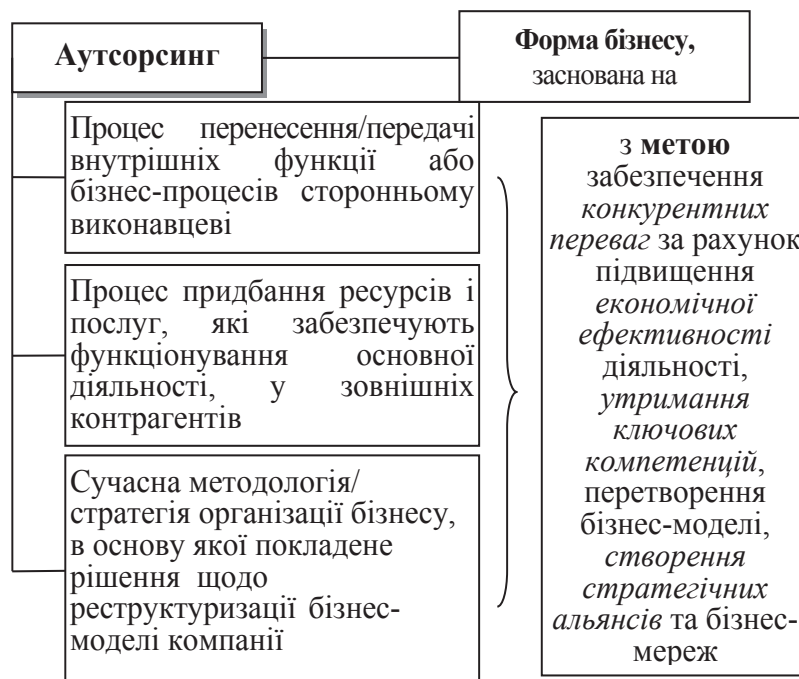 Аутсорсинг
Форма бізнесу,
заснована на
Процес перенесення/передачі
внутрішніх функції або
бізнес-процесів сторонньому
виконавцеві
Процес придбання ресурсів і
послуг, які забезпечують
функціонування основної
діяльності, у зовнішніх
контрагентів
Сучасна методологія/
стратегія організації бізнесу,
в основу якої покладене
рішення щодо
реструктуризації бізнес-
моделі компанії
з метою
забезпечення
конкурентних
переваг за рахунок
підвищення
економічної
ефективності
діяльності,
утримання
ключових
компетенцій,
перетворення
бізнес-моделі,
створення
стратегічних
альянсів та бізнес-
мереж